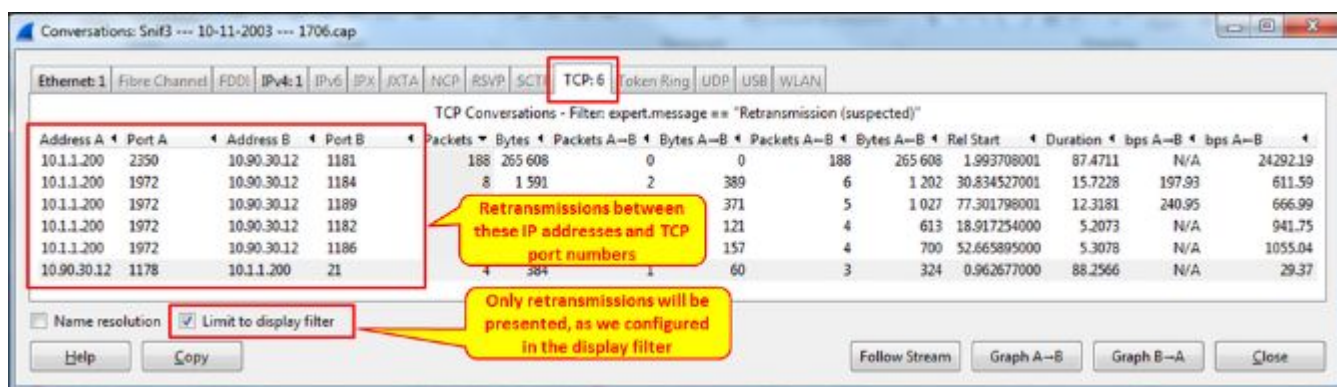 Conversations: Snif3 --- 10-11-2003 --- 1706.cap
Ethernet: 1 Fibre Channel FDDI IPv4: 1 IPv6 IPX JXTA NCP RSVP SCTP TCP: 6 Token Ring UDP USB WLAN
TCP Conversations - Filter: expert.message == "Retransmission (suspected)"
Address A Port A Address B Port B Packets Bytes Packets A→B Bytes A→B Packets A←B Bytes A←B Rel Start Duration bps A→B bps A←B
10.1.1.200 2350 10.90.30.12 1181 188 265 608 0 0 188 265 608 1.993708001 87.4711 N/A 24292.19
10.1.1.200 1972 10.90.30.12 1184 8 1 591 2 389 6 1 202 30.834527001 15.7228 197.93 611.59
10.1.1.200 1972 10.90.30.12 1189 371 5 1 027 77.301798001 12.3181 240.95 666.99
10.1.1.200 1972 10.90.30.12 1182 121 4 613 18.917254000 5.2073 N/A 941.75
10.1.1.200 1972 10.90.30.12 1186 157 4 700 52.665895000 5.3078 N/A 1055.04
10.90.30.12 1178 10.1.1.200 21 4 384 1 60 3 324 0.962677000 88.2566 N/A 29.37
Retransmissions between
these IP addresses and TCP
port numbers
Name resolution Limit to display filter
Only retransmissions will be
presented, as we configured
in the display filter
Help Copy Follow Stream Graph A→B Graph B→A Close